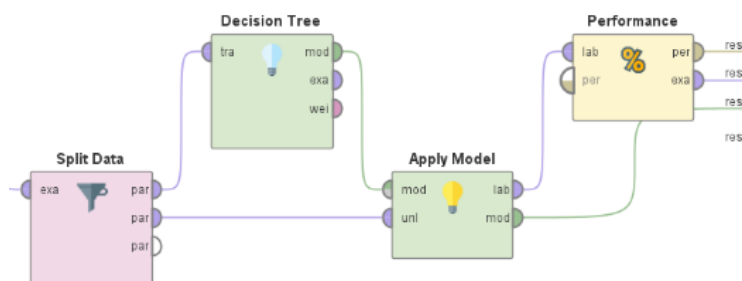 Decision Tree
tra
mod
exa
wei
Performance
lab
per
%
per
exa
res
res
res
res
Split Data
exa
par
par
par
Apply Model
mod
lab
unl
mod